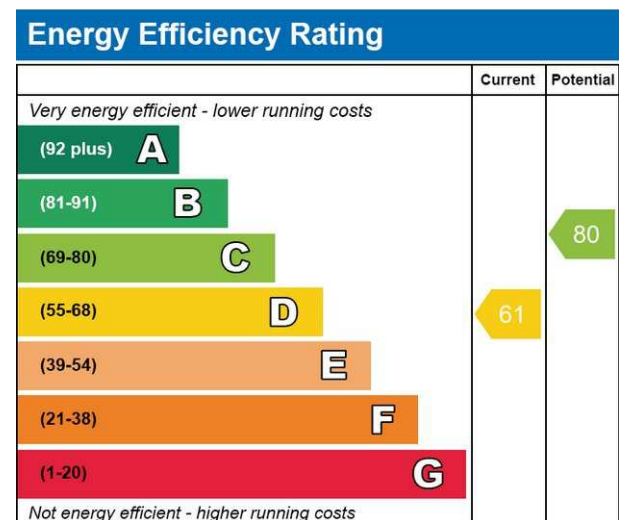 Energy Efficiency Rating
Current Potential
Very energy efficient - lower running costs
(92 plus) A
(81-91) B
(69-80) C
80
(55-68) D
61
(39-54) E
(21-38) F
(1-20) G
Not energy efficient - higher running costs